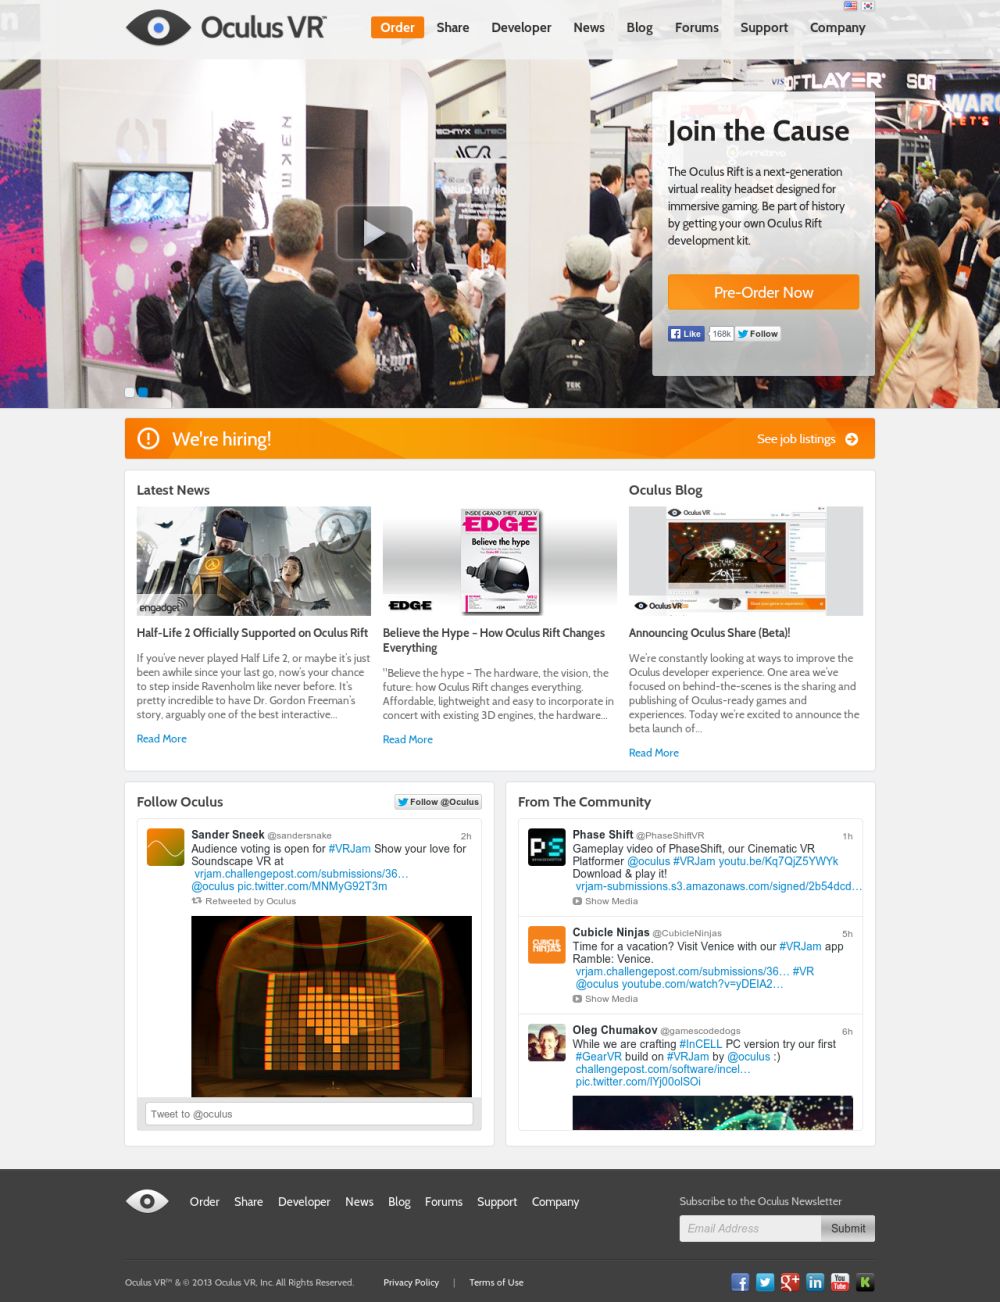 Oculus VR™
Order
Share
Developer
News
Blog
Forums
Support
Company
SOFTLAYER
Join the Cause
The Oculus Rift is a next-generation
virtual reality headset designed for
immersive gaming. Be part of history
by getting your own Oculus Rift
development kit.
Pre-Order Now
Like
168k
Follow
TEK
We're hiring!
See job listings
Latest News
engadget
Half-Life 2 Officially Supported on Oculus Rift
If you've never played Half Life 2, or maybe it's just
been awhile since your last go, now's your chance
to step inside Ravenholm like never before. It's
pretty incredible to have Dr. Gordon Freeman's
story, arguably one of the best interactive...
Read More
INSIDE GRAND THEFT AUTO V
EDGE
Believe the hype
EDGE
Believe the Hype – How Oculus Rift Changes
Everything
"Believe the hype – The hardware, the vision, the
future: how Oculus Rift changes everything.
Affordable, lightweight and easy to incorporate in
concert with existing 3D engines, the hardware...
Read More
Oculus Blog
Oculus VR
Oculus VR
Announcing Oculus Share (Beta)!
We're constantly looking at ways to improve the
Oculus developer experience. One area we've
focused on behind-the-scenes is the sharing and
publishing of Oculus-ready games and
experiences. Today we're excited to announce the
beta launch of...
Read More
Follow Oculus
Follow @Oculus
Sander Sneek @sandersnake 2h
Audience voting is open for #VRJam Show your love for
Soundscape VR at
vrjam.challengepost.com/submissions/36…
@oculus pic.twitter.com/MNMyG92T3m
Retweeted by Oculus
Tweet to @oculus
From The Community
PS
Phase Shift @PhaseShiftVR 1h
Gameplay video of PhaseShift, our Cinematic VR
Platformer @oculus #VRJam youtu.be/Kq7QjZ5YWYk
Download & play it!
vrjam-submissions.s3.amazonaws.com/signed/2b54dcd…
Show Media
CUBICLE
NINJAS
Cubicle Ninjas @CubicleNinjas 5h
Time for a vacation? Visit Venice with our #VRJam app
Ramble: Venice.
vrjam.challengepost.com/submissions/36… #VR
@oculus youtube.com/watch?v=yDEIA2…
Show Media
Oleg Chumakov @gamescodedogs 6h
While we are crafting #InCELL PC version try our first
#GearVR build on #VRJam by @oculus :)
challengepost.com/software/incel…
pic.twitter.com/lYj00olSOi
Order
Share
Developer
News
Blog
Forums
Support
Company
Subscribe to the Oculus Newsletter
Email Address
Submit
Oculus VR™ & © 2013 Oculus VR, Inc. All Rights Reserved.
Privacy Policy | Terms of Use